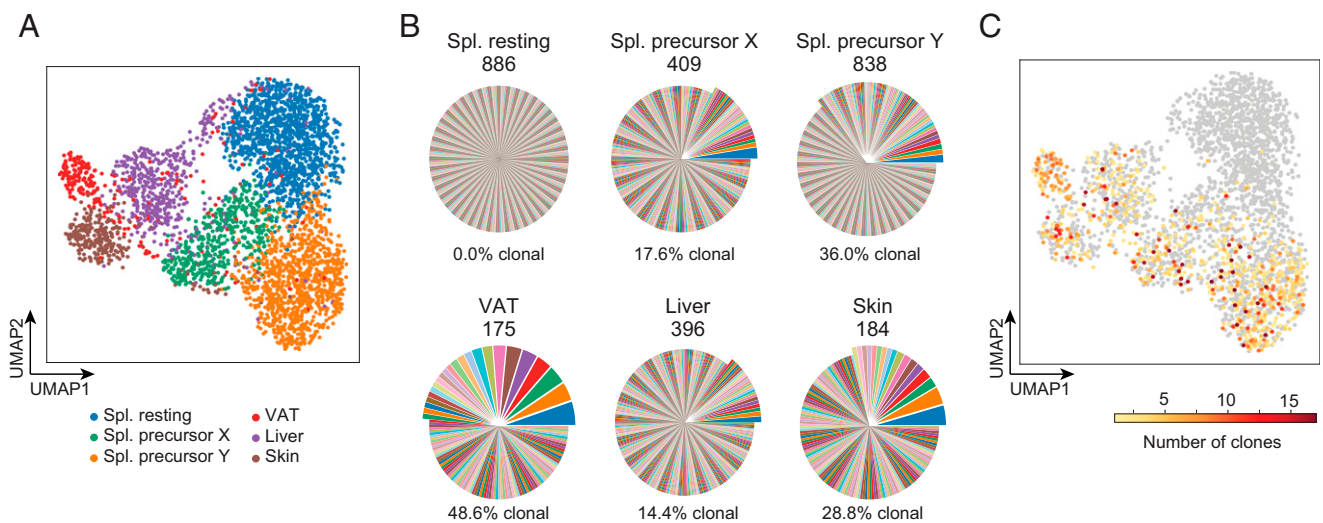 A
UMAP2
UMAP1
Spl. resting
Spl. precursor X
Spl. precursor Y
VAT
Liver
Skin
B
Spl. resting
886
0.0% clonal
Spl. precursor X
409
17.6% clonal
Spl. precursor Y
838
36.0% clonal
VAT
175
48.6% clonal
Liver
396
14.4% clonal
Skin
184
28.8% clonal
C
UMAP2
UMAP1
5 10 15
Number of clones